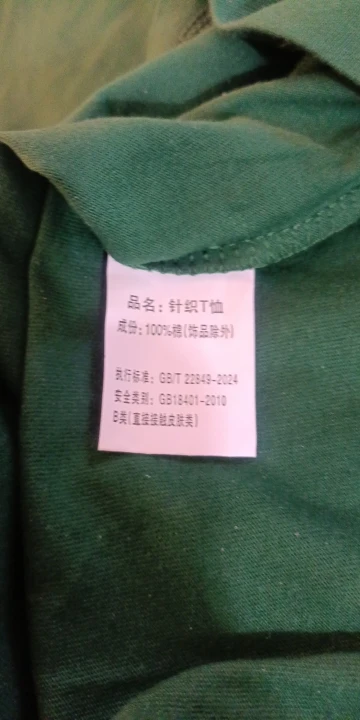 品名：针织T恤
成份：100%棉(饰品除外)
执行标准：GB/T 22849-2024
安全类别：GB18401-2010
B类(直接接触皮肤类)